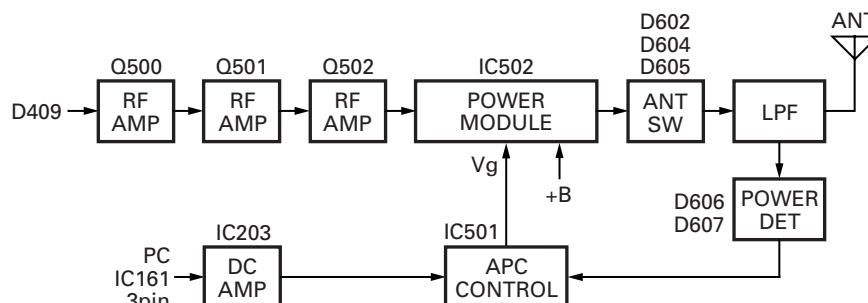 ANT
D602
D604
D605
Q500
Q501
Q502
IC502
D409
RF
AMP
RF
AMP
RF
AMP
POWER
MODULE
ANT
SW
LPF
Vg
+B
D606
D607
POWER
DET
PC
IC161
3pin
IC203
DC
AMP
IC501
APC
CONTROL